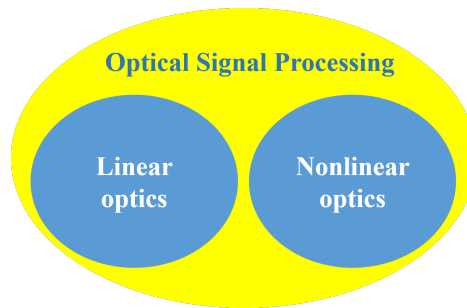 Optical Signal Processing
Linear
optics
Nonlinear
optics